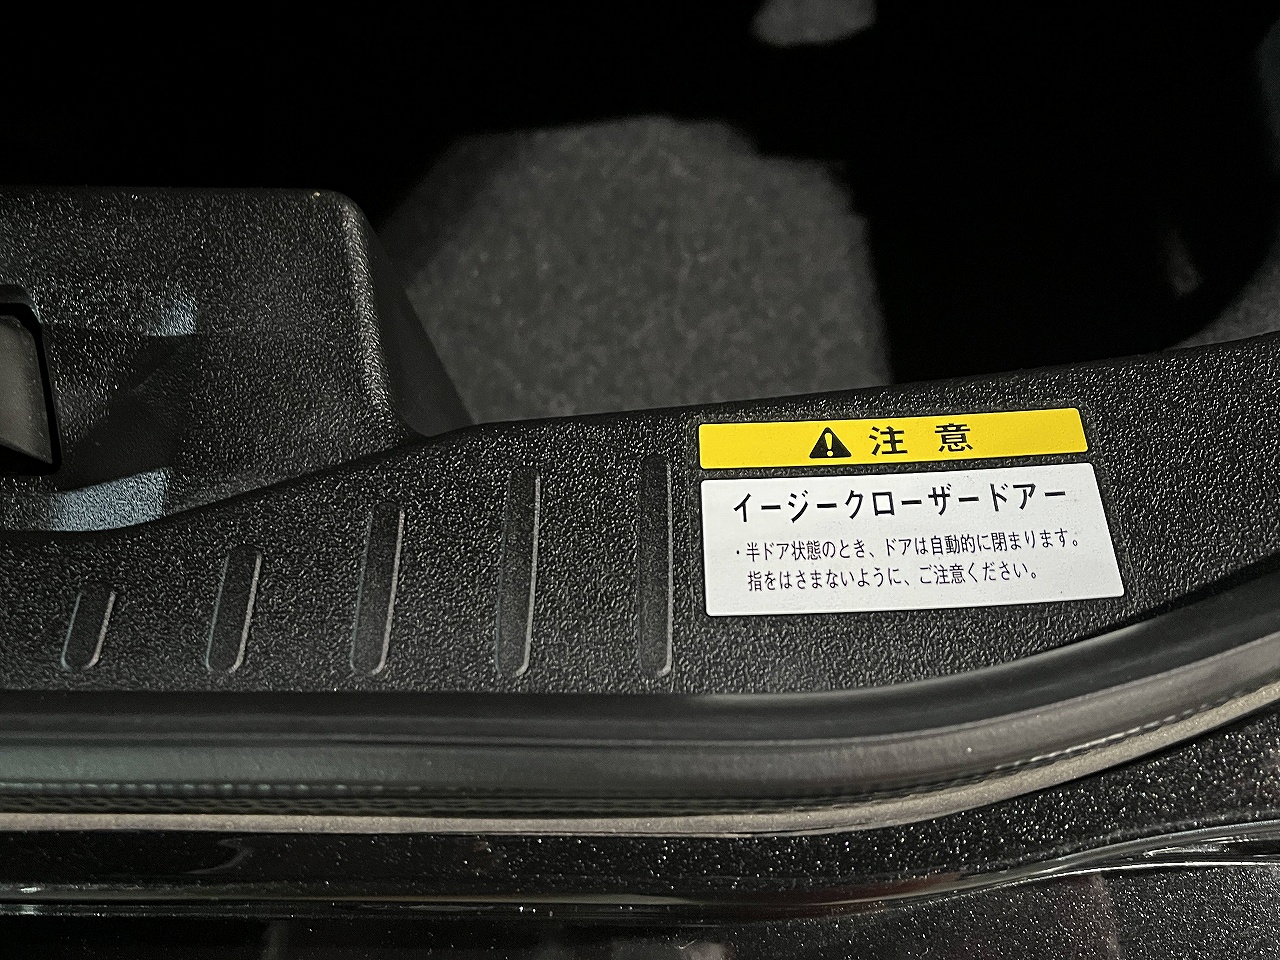 注意
イージークローザードアー
・半ドア状態のとき、ドアは自動的に閉まります。
指をはさまないように、ご注意ください。